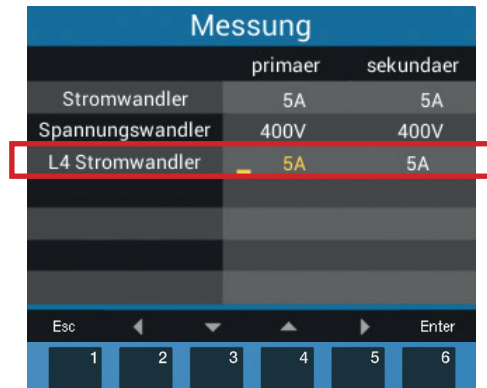 Messung
primaer sekundaer
Stromwandler 5A 5A
Spannungswandler 400V 400V
L4 Stromwandler _ 5A 5A
Esc Enter
1 2 3 4 5 6